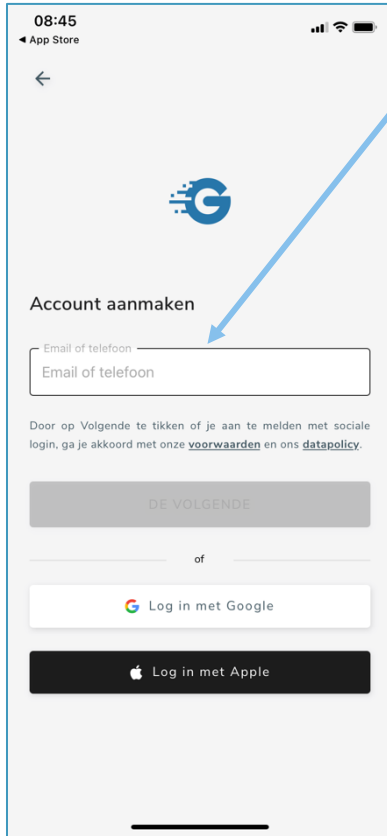 08:45
◀ App Store
Account aanmaken
Email of telefoon
Email of telefoon
Door op Volgende te tikken of je aan te melden met sociale
login, ga je akkoord met onze voorwaarden en ons datapolicy.
DE VOLGENDE
of
Log in met Google
Log in met Apple